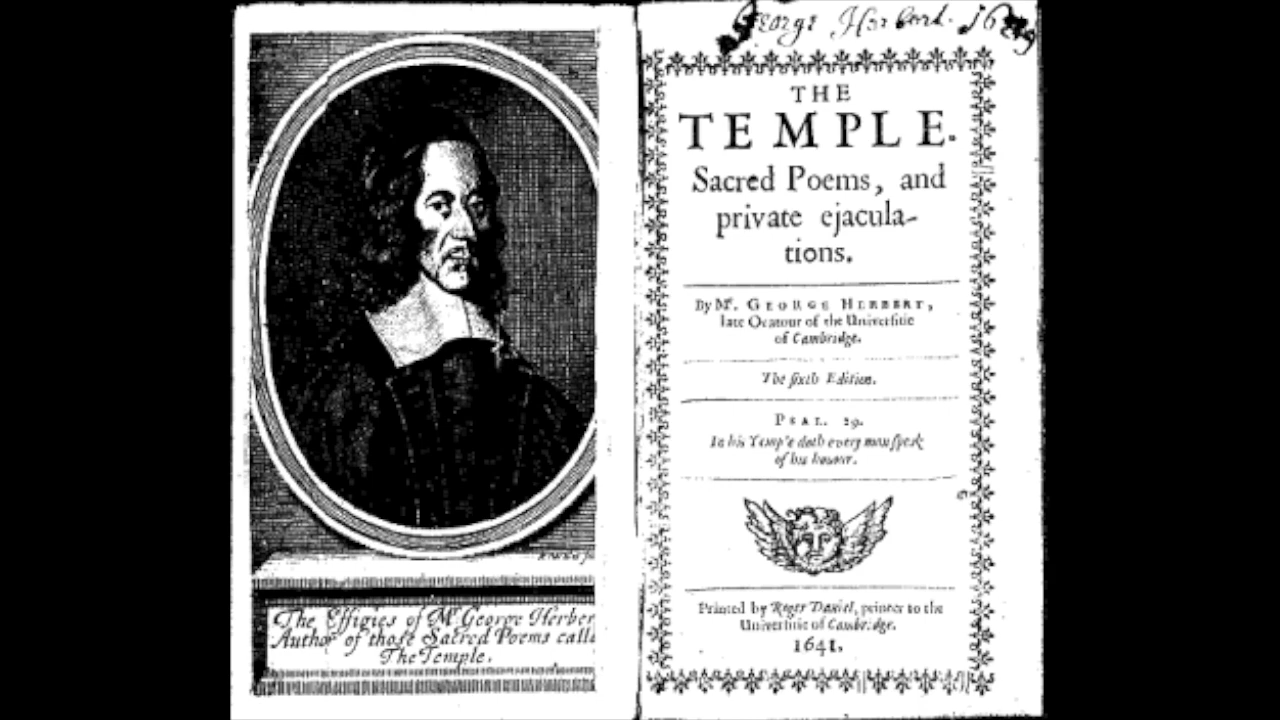 The Effigies of Mr George Herber
Author of those Sacred Poems calle
The Temple.
George Herbert. 16
THE
TEMPLE.
Sacred Poems, and
private ejacula-
tions.
By Mr. GEORGE HERBERT,
late Oratour of the Universitie
of Cambridge.
The sixth Edition.
PSAL. 29.
In his Temple doth every man speak
of his honour.
Printed by Roger Daniel, printer to the
Universitie of Cambridge.
1641.